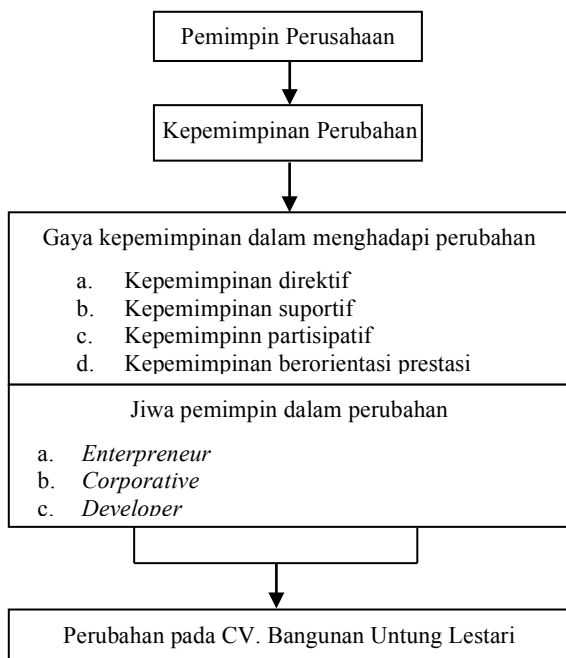 Pemimpin Perusahaan
Kepemimpinan Perubahan
Gaya kepemimpinan dalam menghadapi perubahan
a. Kepemimpinan direktif
b. Kepemimpinan suportif
c. Kepemimpinn partisipatif
d. Kepemimpinan berorientasi prestasi
Jiwa pemimpin dalam perubahan
a. Enterpreneur
b. Corporative
c. Developer
Perubahan pada CV. Bangunan Untung Lestari